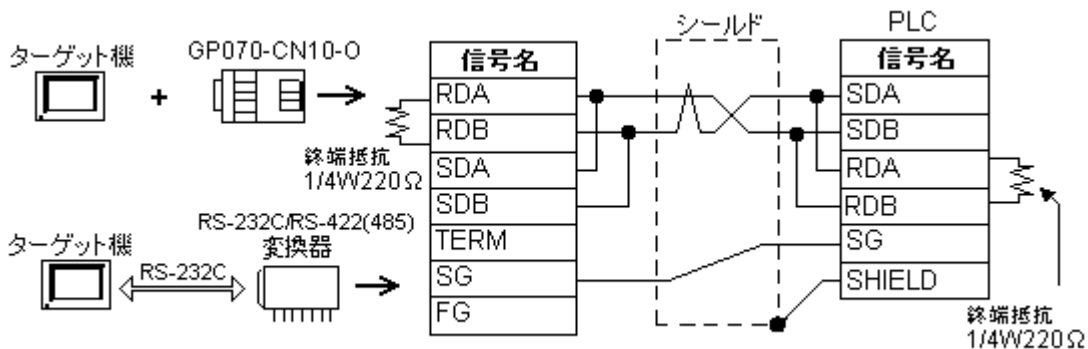 ターゲット機
GP070-CN10-O
終端抵抗
1/4W220Ω
ターゲット機
RS-232C
RS-232C/RS-422(485)
変換器
信号名
RDA
RDB
SDA
SDB
TERM
SG
FG
シールド
PLC
信号名
SDA
SDB
RDA
RDB
SG
SHIELD
終端抵抗
1/4W220Ω